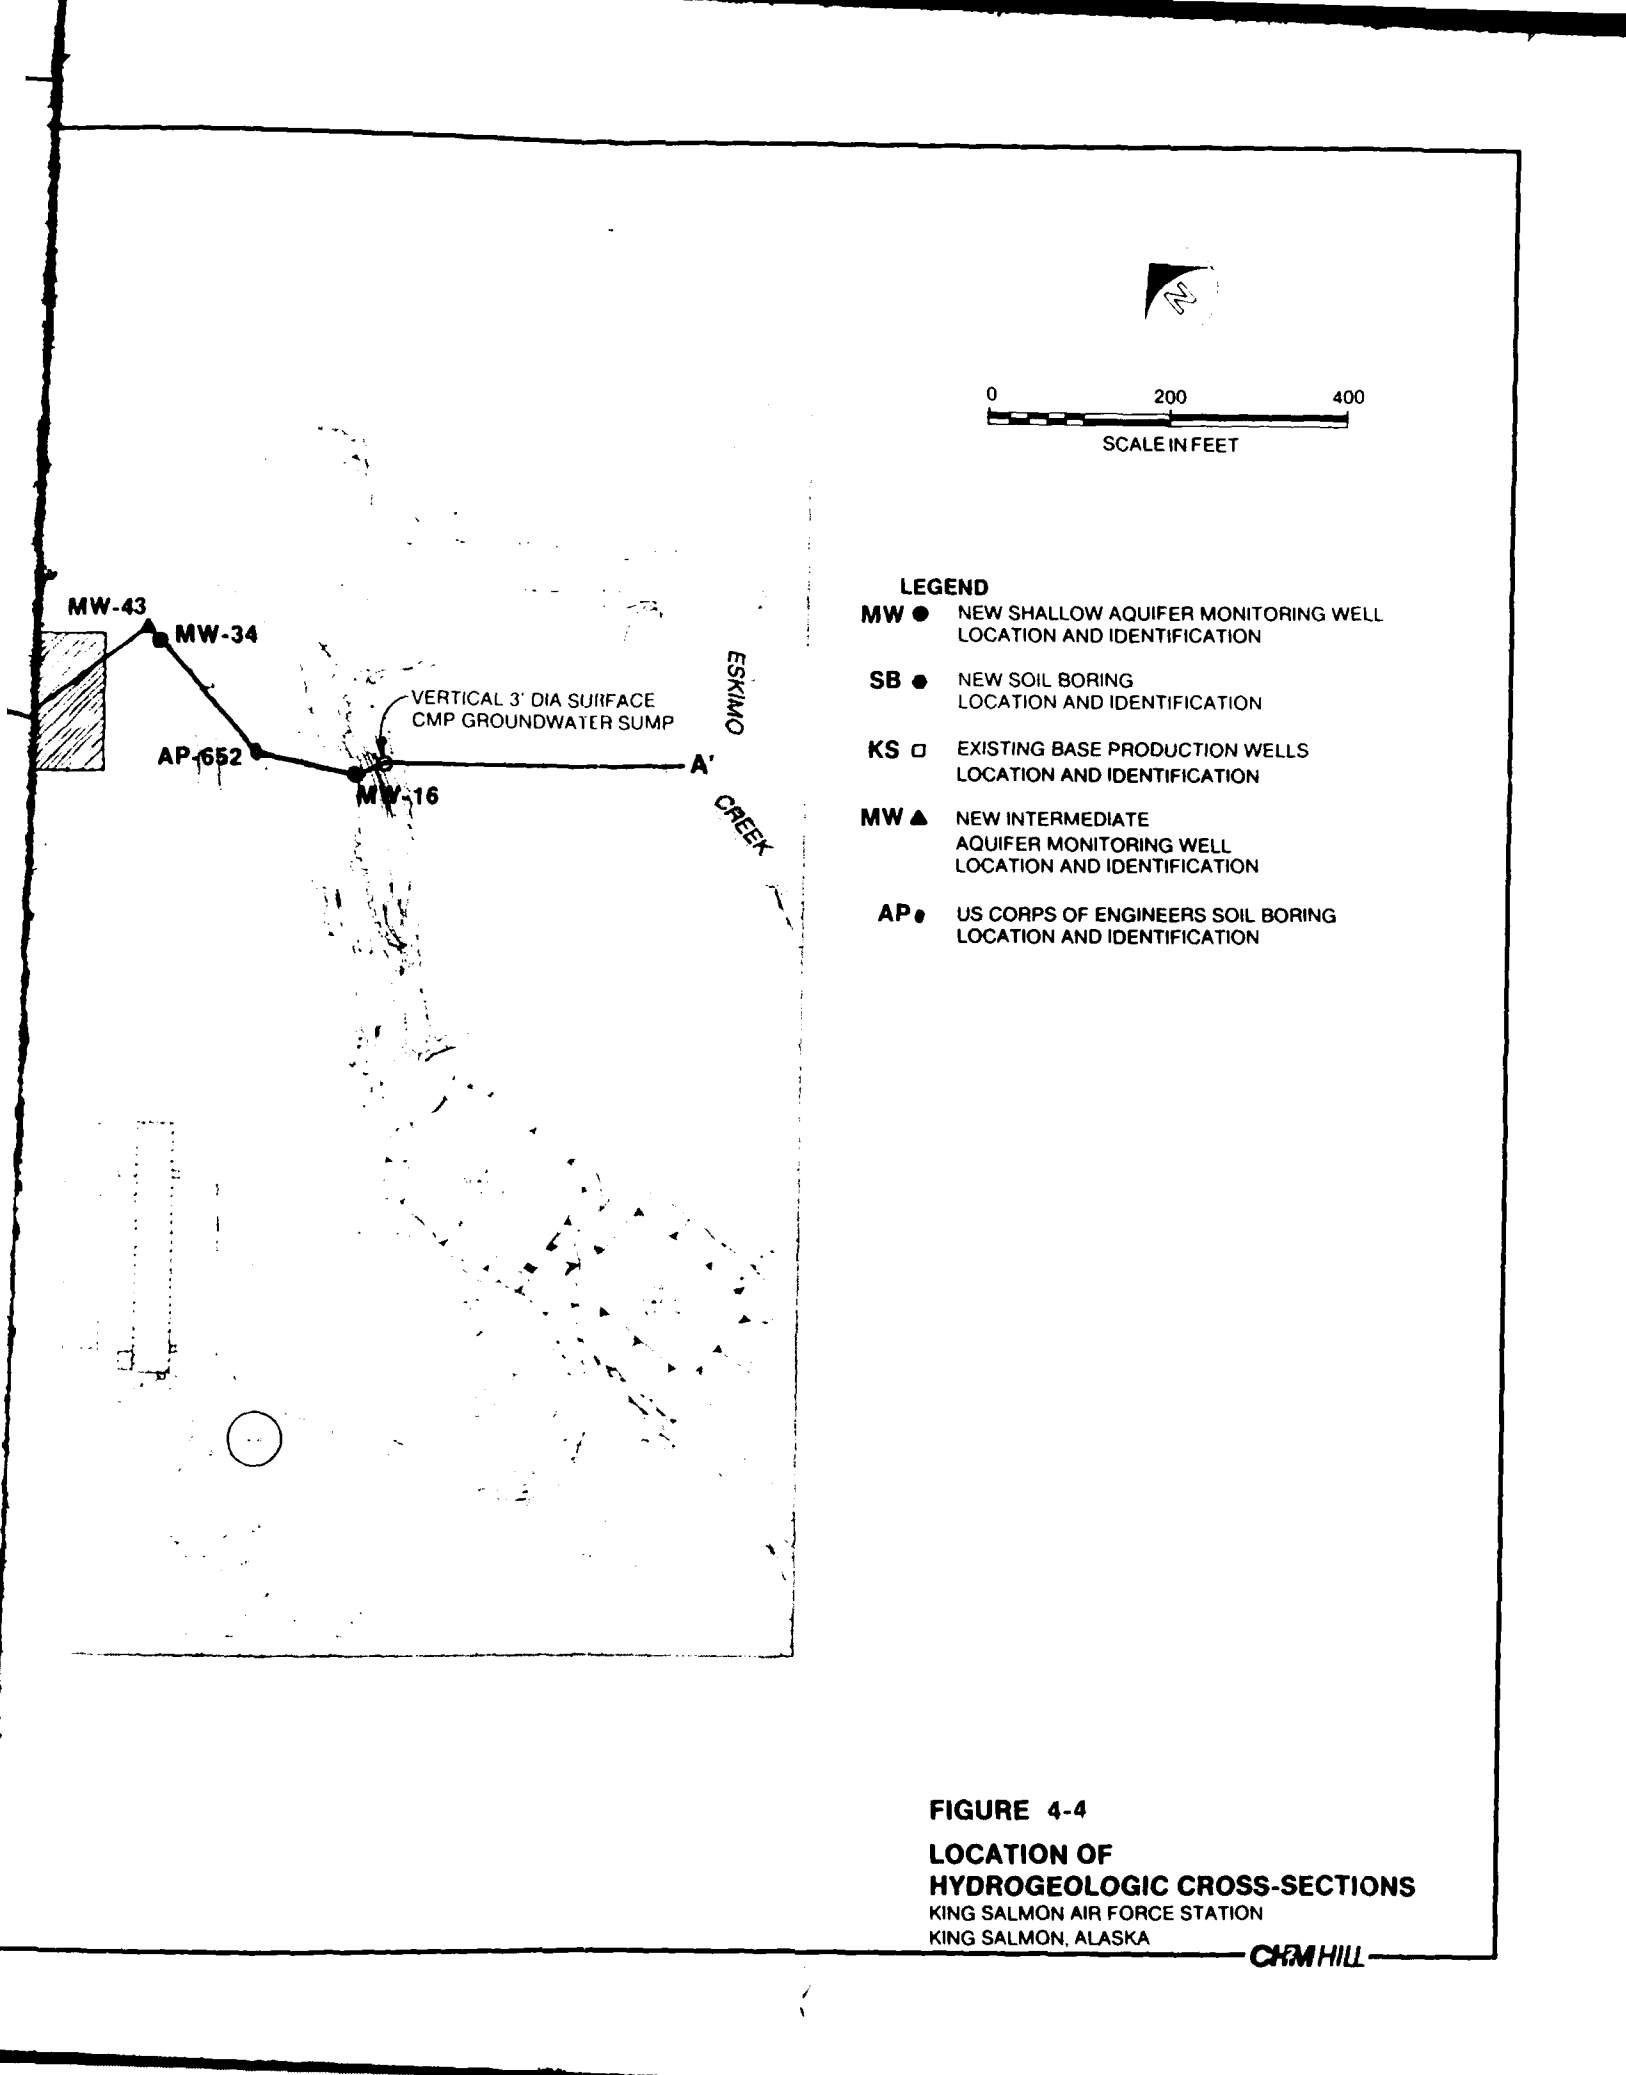 N
0 200 400
SCALE IN FEET
LEGEND
MW NEW SHALLOW AQUIFER MONITORING WELL
LOCATION AND IDENTIFICATION
SB NEW SOIL BORING
LOCATION AND IDENTIFICATION
KS EXISTING BASE PRODUCTION WELLS
LOCATION AND IDENTIFICATION
MW NEW INTERMEDIATE
AQUIFER MONITORING WELL
LOCATION AND IDENTIFICATION
AP US CORPS OF ENGINEERS SOIL BORING
LOCATION AND IDENTIFICATION
MW-43
MW-34
VERTICAL 3' DIA SURFACE
CMP GROUNDWATER SUMP
AP-652
MW-16
A'
ESKIMO
CREEK
FIGURE 4-4
LOCATION OF
HYDROGEOLOGIC CROSS-SECTIONS
KING SALMON AIR FORCE STATION
KING SALMON, ALASKA
CH2M HILL